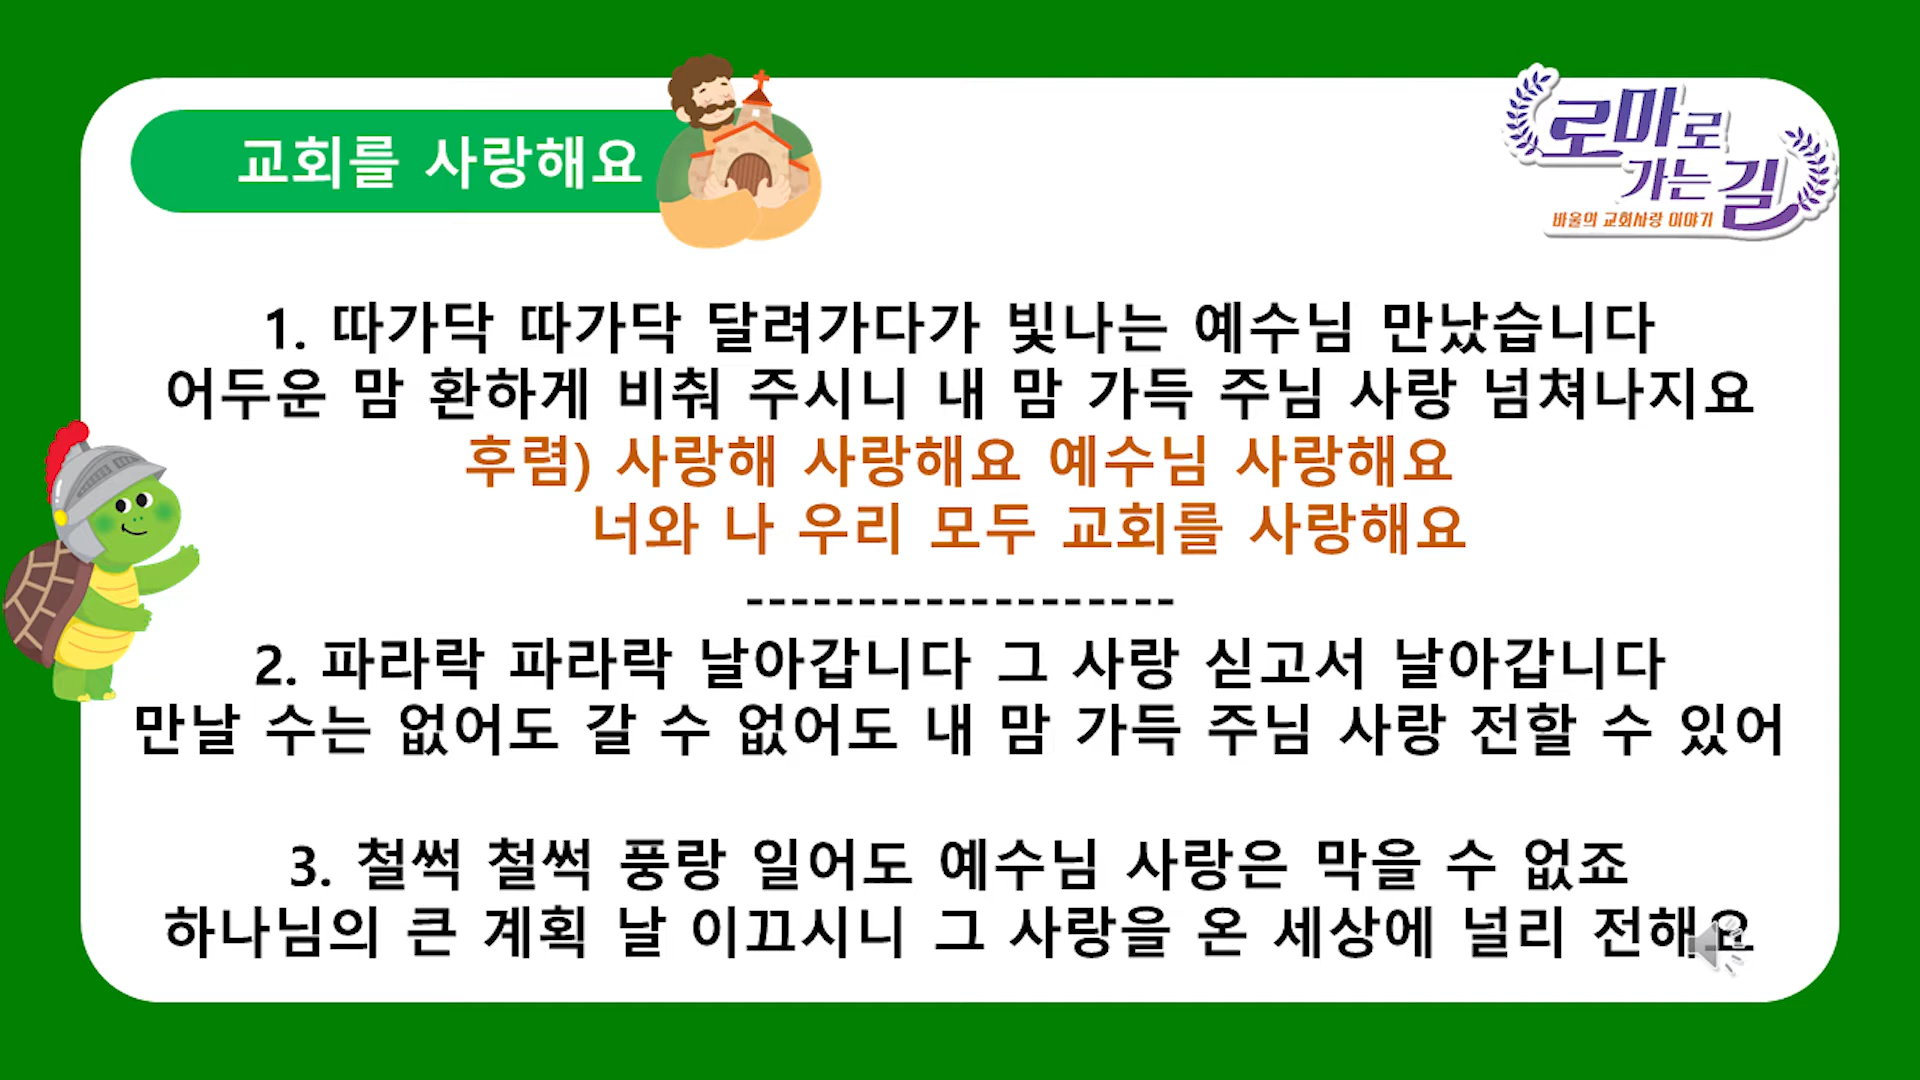 교회를 사랑해요
로마로
가는 길
바울의 교회사랑 이야기
1. 따가닥 따가닥 달려가다가 빛나는 예수님 만났습니다
어두운 맘 환하게 비춰 주시니 내 맘 가득 주님 사랑 넘쳐나지요
후렴) 사랑해 사랑해요 예수님 사랑해요
너와 나 우리 모두 교회를 사랑해요
-------------------
2. 파라락 파라락 날아갑니다 그 사랑 싣고서 날아갑니다
만날 수는 없어도 갈 수 없어도 내 맘 가득 주님 사랑 전할 수 있어
3. 철썩 철썩 풍랑 일어도 예수님 사랑은 막을 수 없죠
하나님의 큰 계획 날 이끄시니 그 사랑을 온 세상에 널리 전해요